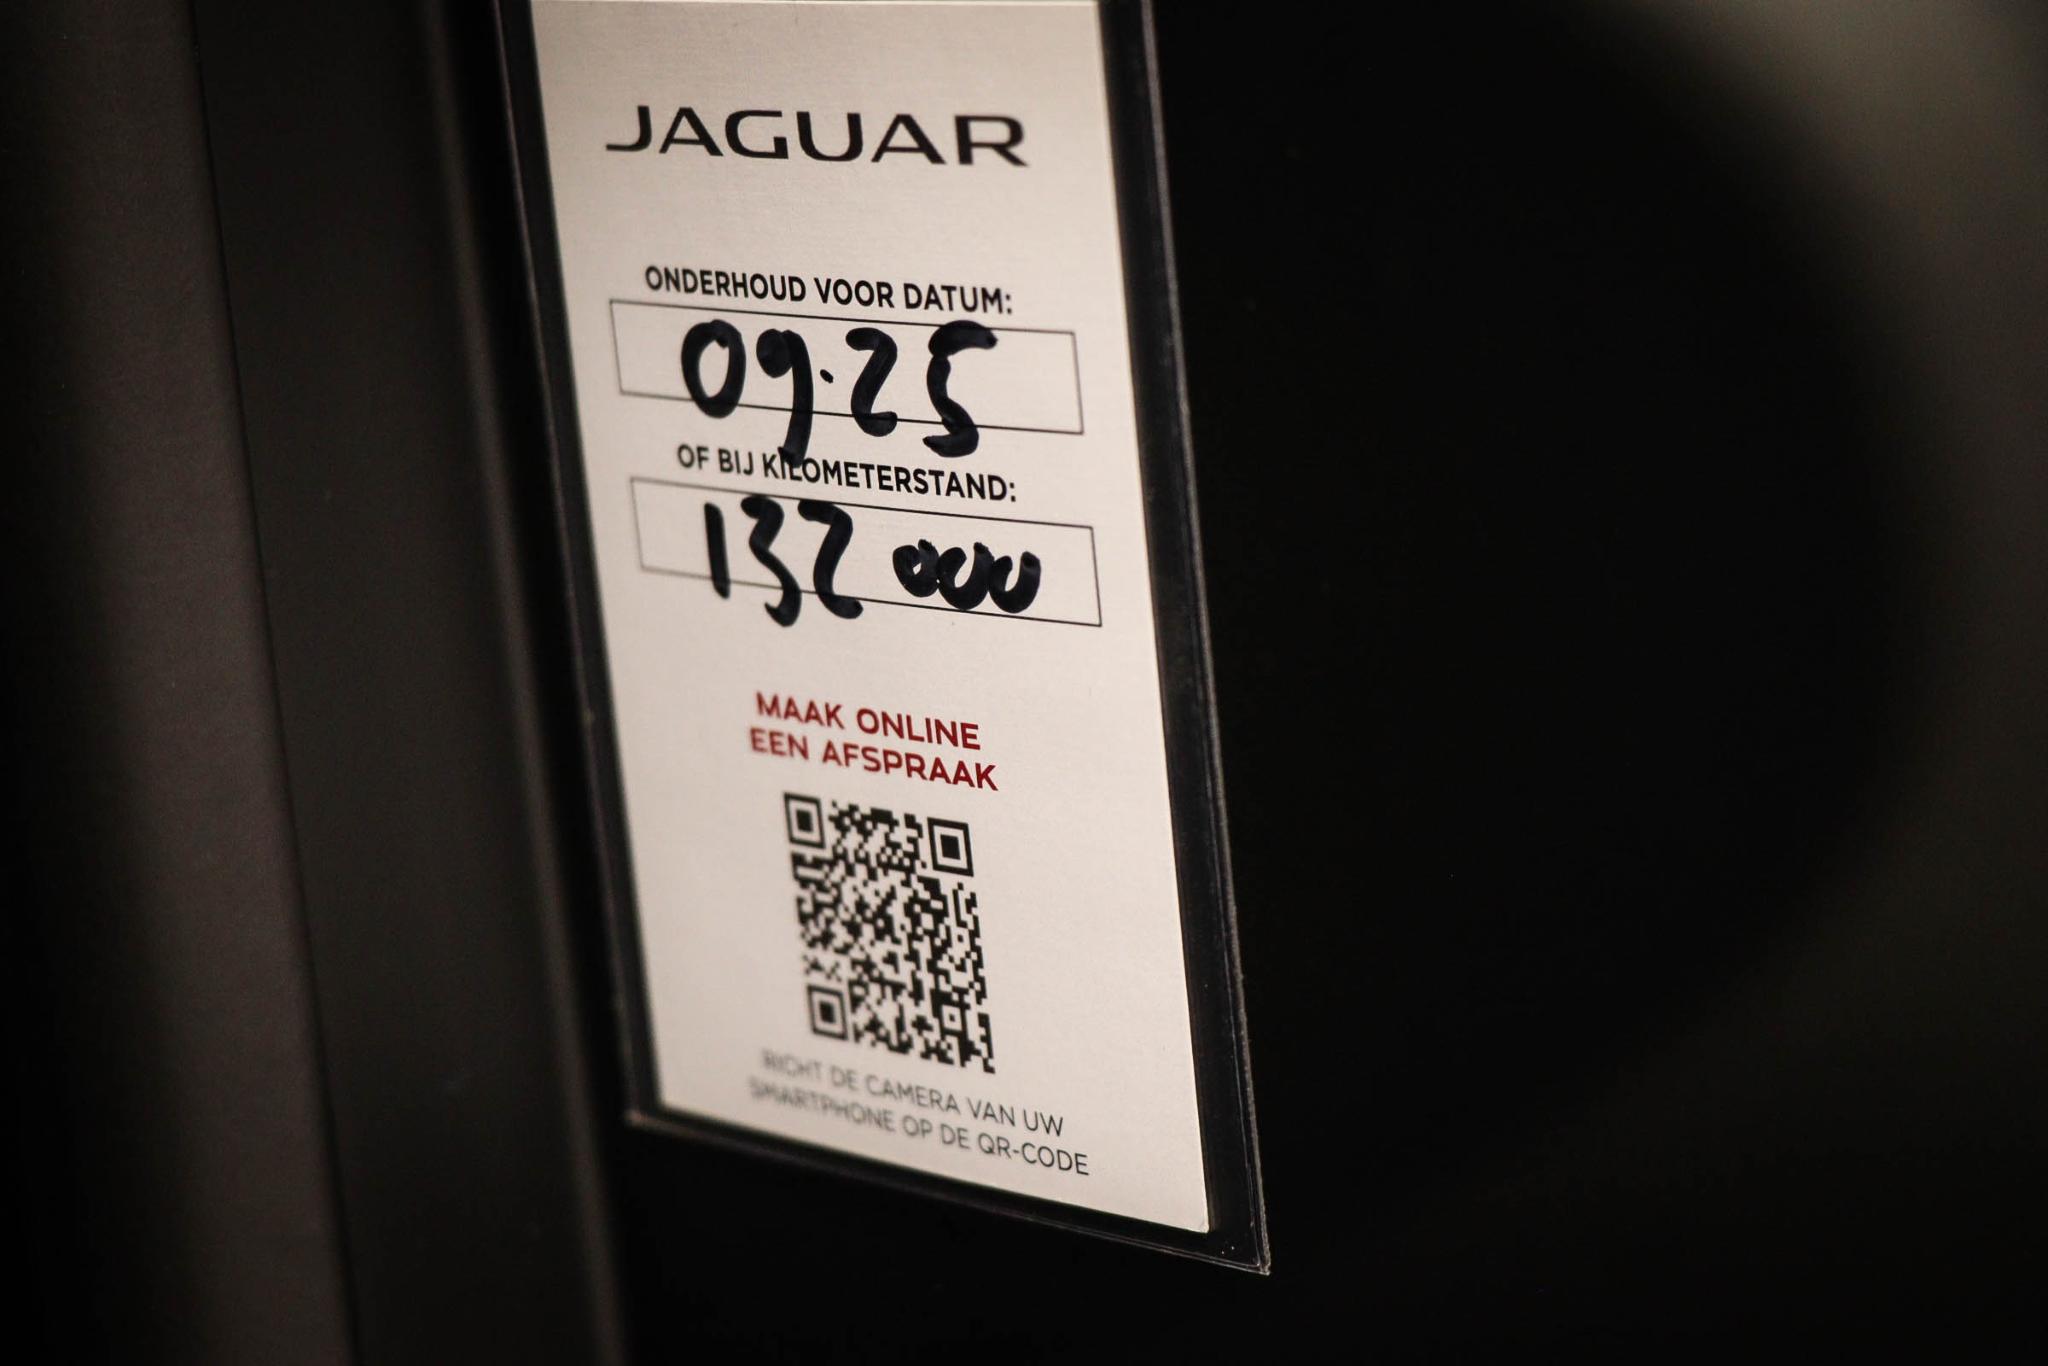 JAGUAR
ONDERHOUD VOOR DATUM:
09.25
OF BIJ KILOMETERSTAND:
132 000
MAAK ONLINE
EEN AFSPRAAK
RICHT DE CAMERA VAN UW
SMARTPHONE OP DE QR-CODE